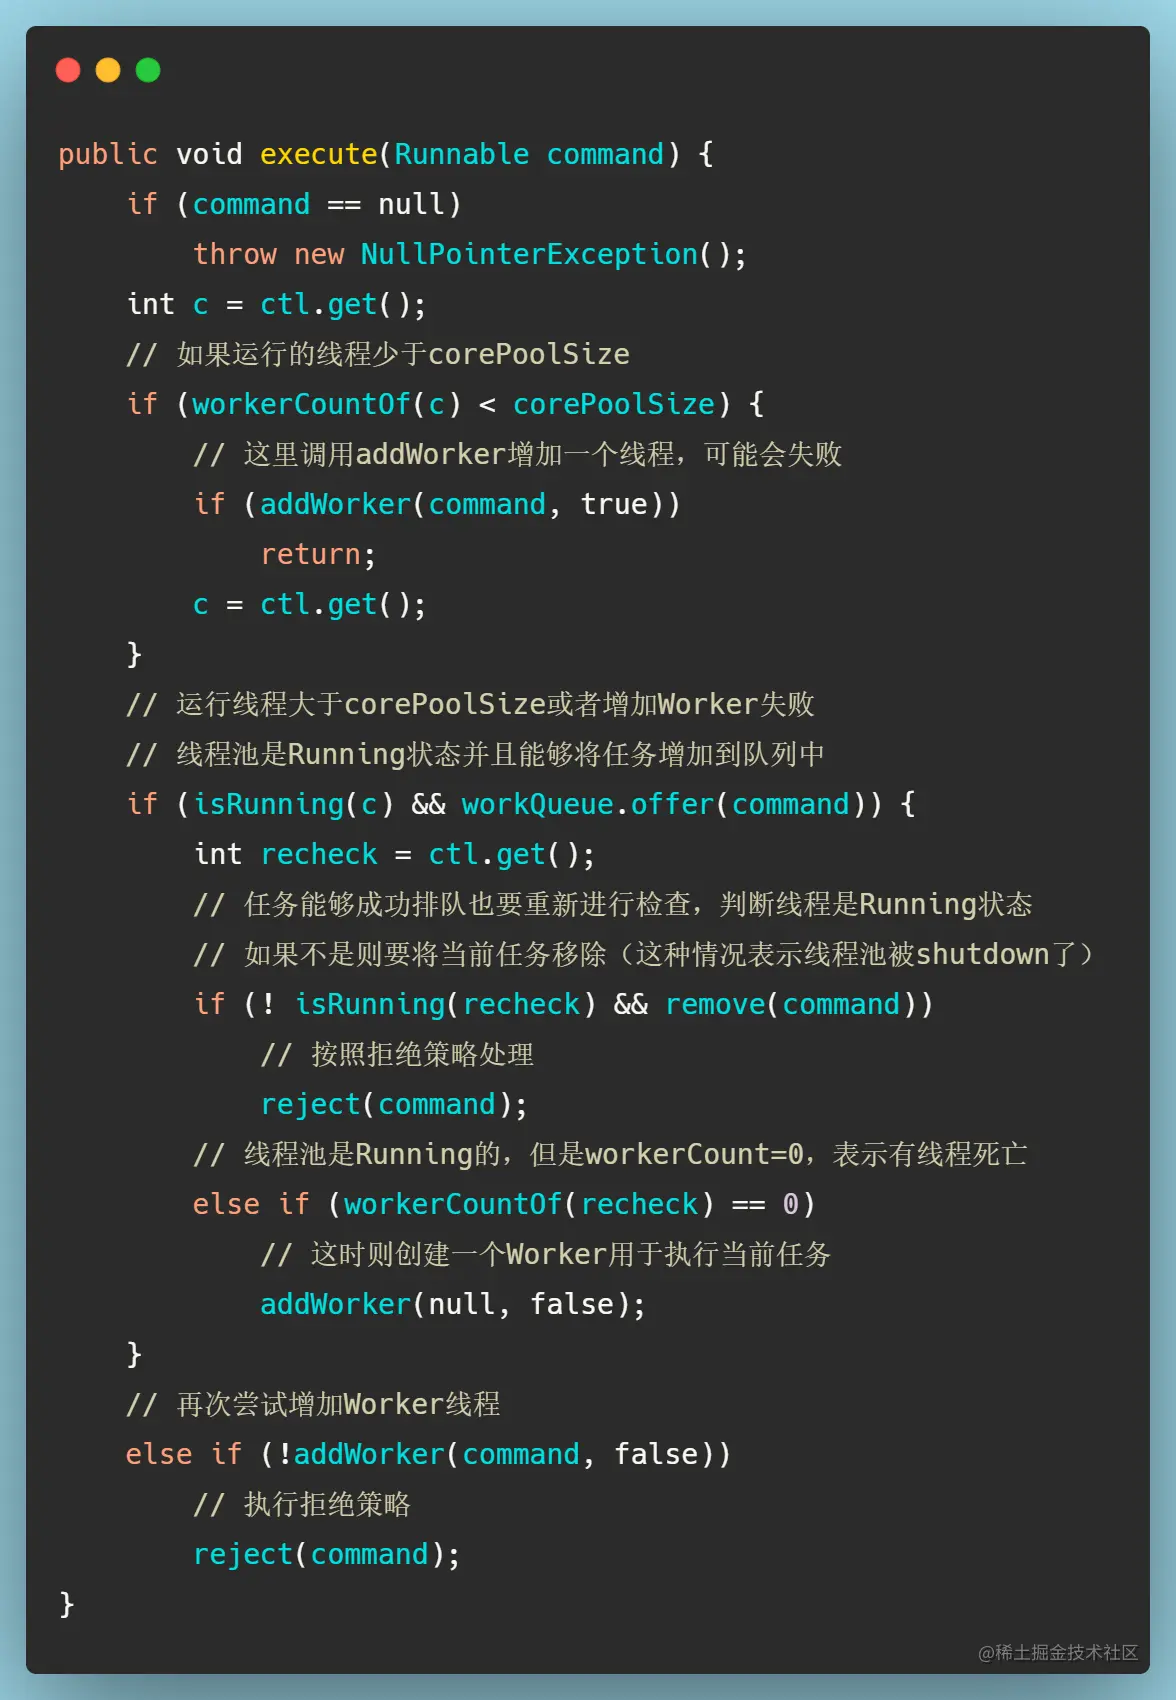 public void execute(Runnable command) {
    if (command == null)
        throw new NullPointerException();
    int c = ctl.get();
    // 如果运行的线程少于corePoolSize
    if (workerCountOf(c) < corePoolSize) {
        // 这里调用addWorker增加一个线程，可能会失败
        if (addWorker(command, true))
            return;
        c = ctl.get();
    }
    // 运行线程大于corePoolSize或者增加Worker失败
    // 线程池是Running状态并且能够将任务增加到队列中
    if (isRunning(c) && workQueue.offer(command)) {
        int recheck = ctl.get();
        // 任务能够成功排队也要重新进行检查，判断线程是Running状态
        // 如果不是则要将当前任务移除（这种情况表示线程池被shutdown了）
        if (! isRunning(recheck) && remove(command))
            // 按照拒绝策略处理
            reject(command);
        // 线程池是Running的，但是workerCount=0，表示有线程死亡
        else if (workerCountOf(recheck) == 0)
            // 这时则创建一个Worker用于执行当前任务
            addWorker(null, false);
    }
    // 再次尝试增加Worker线程
    else if (!addWorker(command, false))
        // 执行拒绝策略
        reject(command);
}
@稀土掘金技术社区